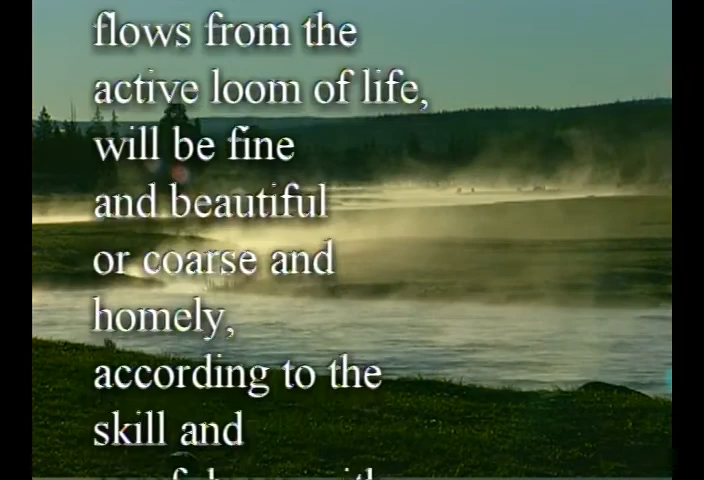 flows from the
active loom of life,
will be fine
and beautiful
or coarse and
homely,
according to the
skill and